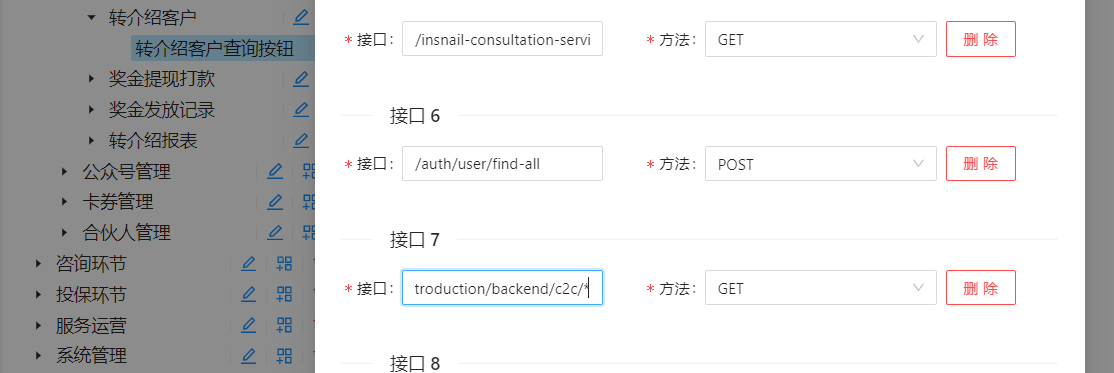 转介绍客户
转介绍客户查询按钮
奖金提现打款
奖金发放记录
转介绍报表
公众号管理
卡券管理
合伙人管理
咨询环节
投保环节
服务运营
系统管理
* 接口： /insnail-consultation-servi * 方法： GET 删 除
接口 6
* 接口： /auth/user/find-all * 方法： POST 删 除
接口 7
* 接口： troduction/backend/c2c/* * 方法： GET 删 除
接口 8